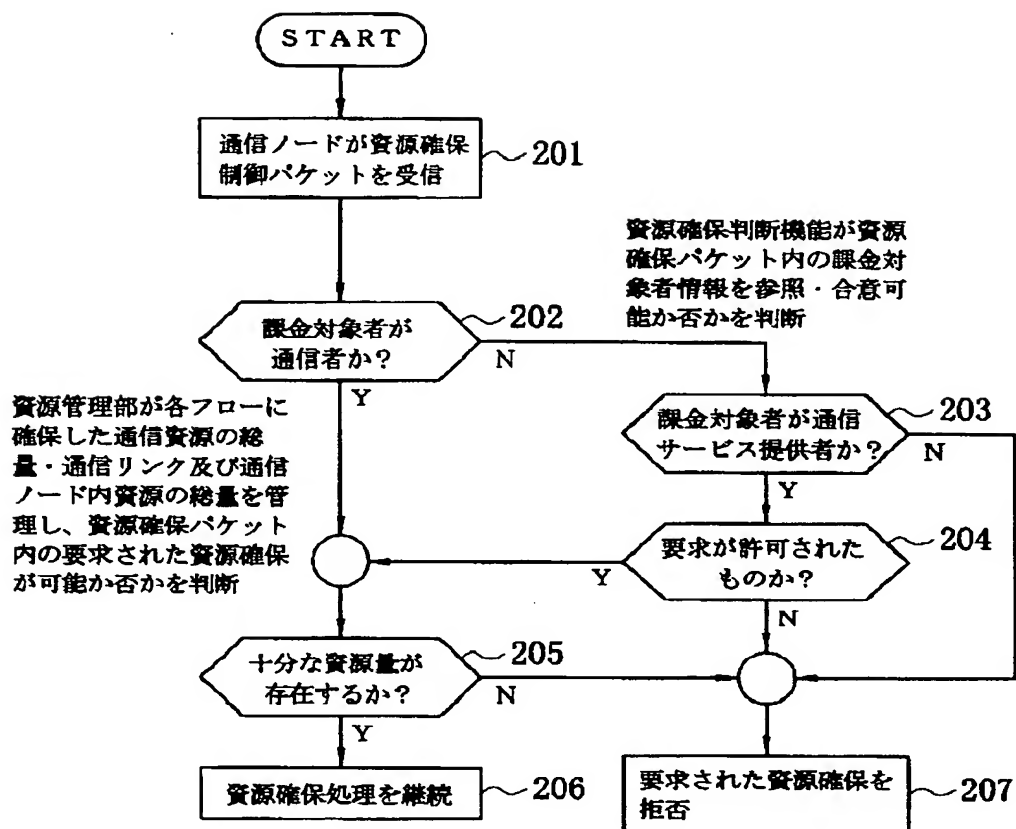 START
通信ノードが資源確保
制御パケットを受信
201
資源確保判断機能が資源
確保パケット内の課金対
象者情報を参照・合意可
能か否かを判断
課金対象者が
通信者か?
202
N
Y
資源管理部が各フローに
確保した通信資源の総
量・通信リンク及び通信
ノード内資源の総量を管
理し、資源確保パケット
内の要求された資源確保
が可能か否かを判断
課金対象者が通信
サービス提供者か?
203
N
Y
要求が許可された
ものか?
204
Y
N
十分な資源量が
存在するか?
205
N
Y
資源確保処理を継続
206
要求された資源確保を
拒否
207